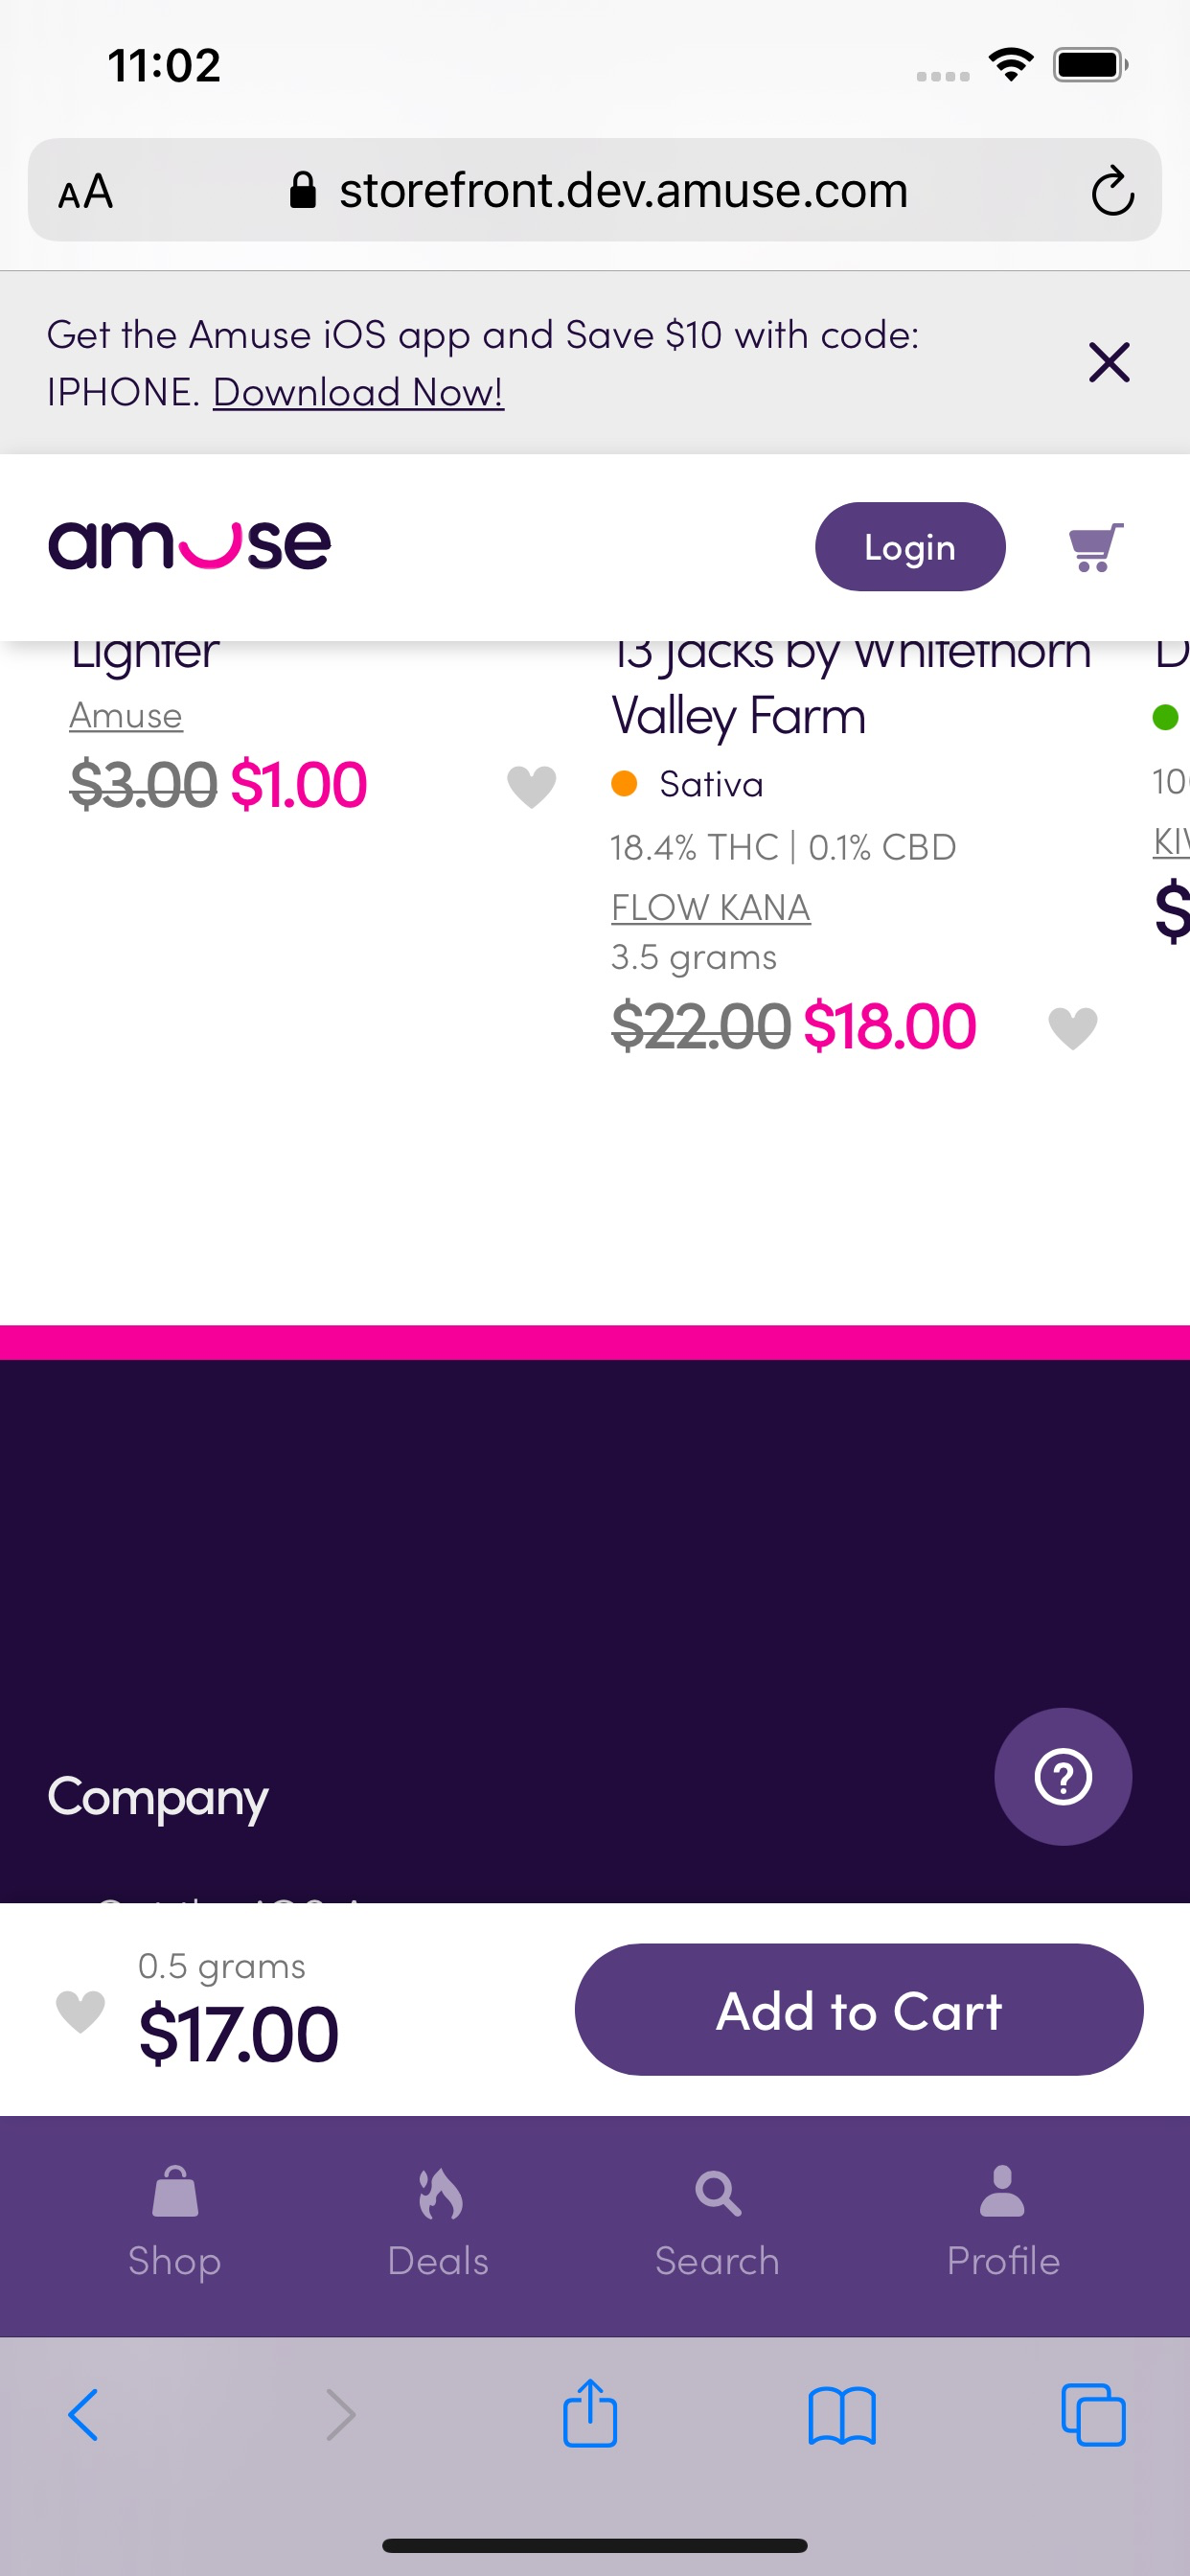 11:02
AA
storefront.dev.amuse.com
Get the Amuse iOS app and Save $10 with code:
IPHONE. Download Now!
amuse
Login
Lighter
Amuse
$3.00 $1.00
13 Jacks by Whitethorn
Valley Farm
Sativa
18.4% THC | 0.1% CBD
FLOW KANA
3.5 grams
$22.00 $18.00
D
10
KI
$
Company
?
0.5 grams
$17.00
Add to Cart
Shop
Deals
Search
Profile